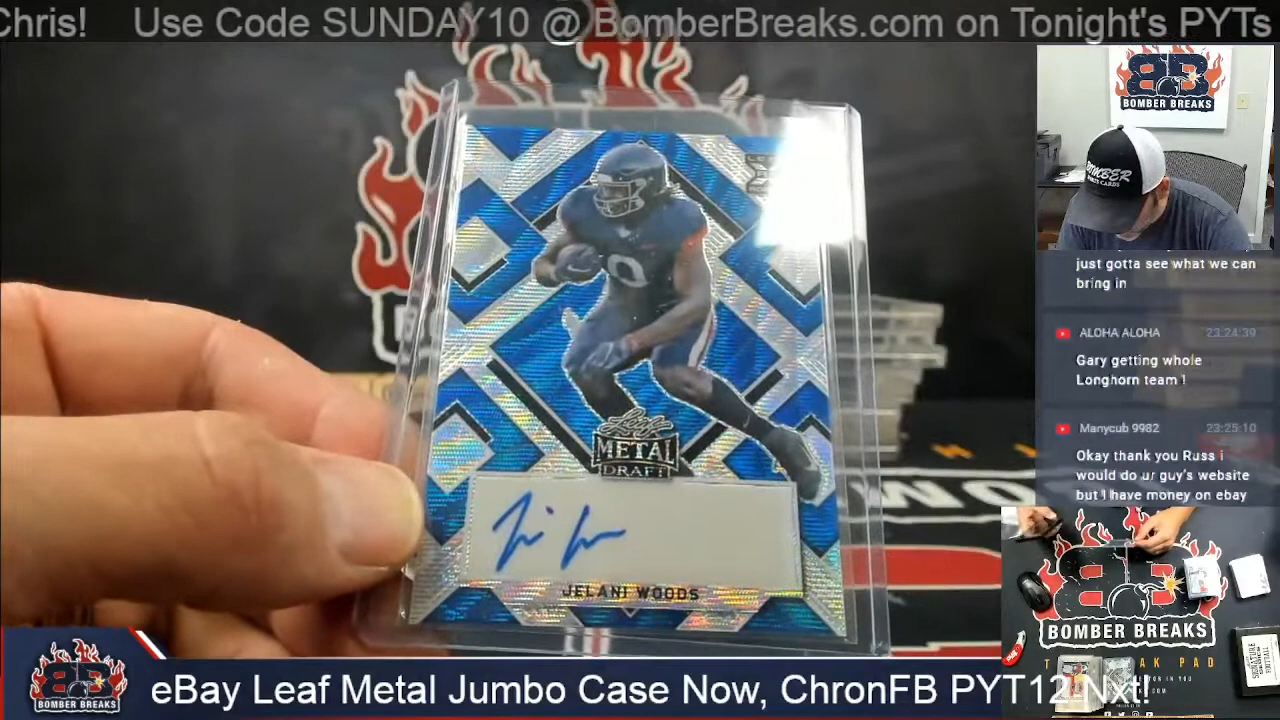 Chris! Use Code SUNDAY10 @ BomberBreaks.com on Tonight's PYTs
BOMBER BREAKS
BOMBER
just gotta see what we can
bring in
ALOHA ALOHA 23:24:39
Gary getting whole
Longhorn team !
Manycub 9982 23:25:10
Okay thank you Russ i
would do ur guy's website
but I have money on ebay
0
Leaf
METAL
DRAFT
JELANI WOODS
BOMBER BREAKS
BOMBER BREAKS
eBay Leaf Metal Jumbo Case Now, ChronFB PYT12 Nxt!